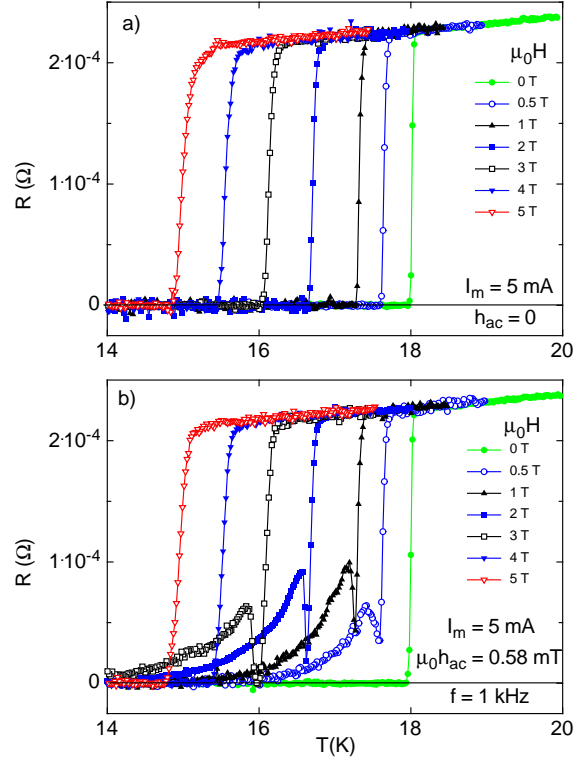 a)
μ₀H
0 T
0.5 T
1 T
2 T
3 T
4 T
5 T
2·10⁻⁴
1·10⁻⁴
0
R (Ω)
I_m = 5 mA
h_ac = 0
14 16 18 20
b)
μ₀H
0 T
0.5 T
1 T
2 T
3 T
4 T
5 T
2·10⁻⁴
1·10⁻⁴
0
R (Ω)
I_m = 5 mA
μ₀h_ac = 0.58 mT
f = 1 kHz
14 16 18 20
T(K)